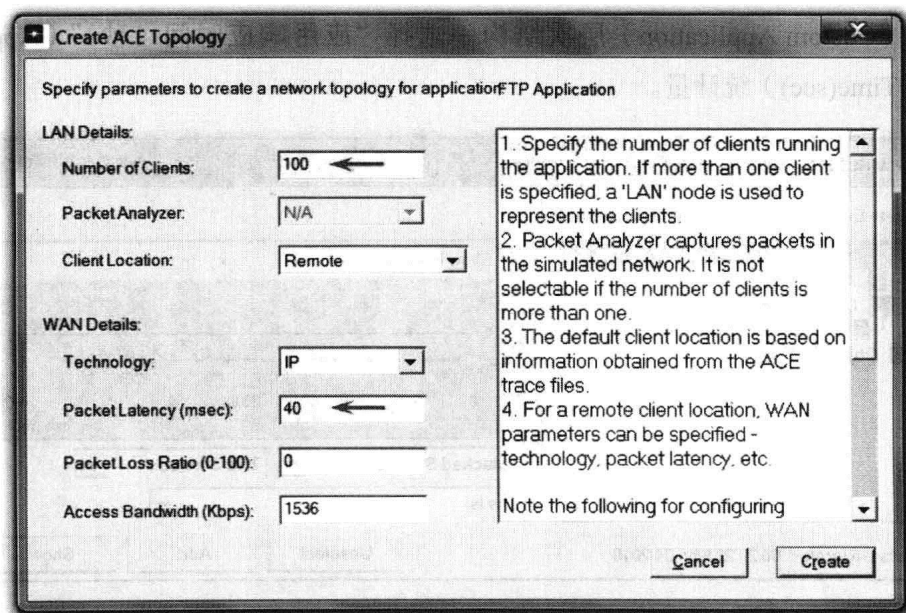 Create ACE Topology
Specify parameters to create a network topology for applicationFTP Application
LAN Details:
Number of Clients:
100
Packet Analyzer:
N/A
Client Location:
Remote
WAN Details:
Technology:
IP
Packet Latency (msec):
40
Packet Loss Ratio (0-100):
0
Access Bandwidth (Kbps):
1536
1. Specify the number of clients running
the application. If more than one client
is specified, a 'LAN' node is used to
represent the clients.
2. Packet Analyzer captures packets in
the simulated network. It is not
selectable if the number of clients is
more than one.
3. The default client location is based on
information obtained from the ACE
trace files.
4. For a remote client location, WAN
parameters can be specified -
technology, packet latency, etc.
Note the following for configuring
Cancel
Create